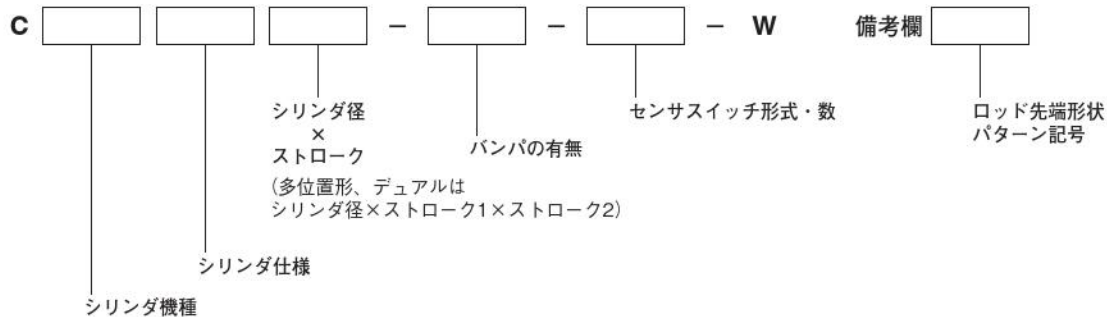 C － － － W 備考欄
シリンダ径
×
ストローク
(多位置形、デュアルは
シリンダ径×ストローク1×ストローク2)
バンパの有無
センサスイッチ形式・数
ロッド先端形状
パターン記号
シリンダ仕様
シリンダ機種